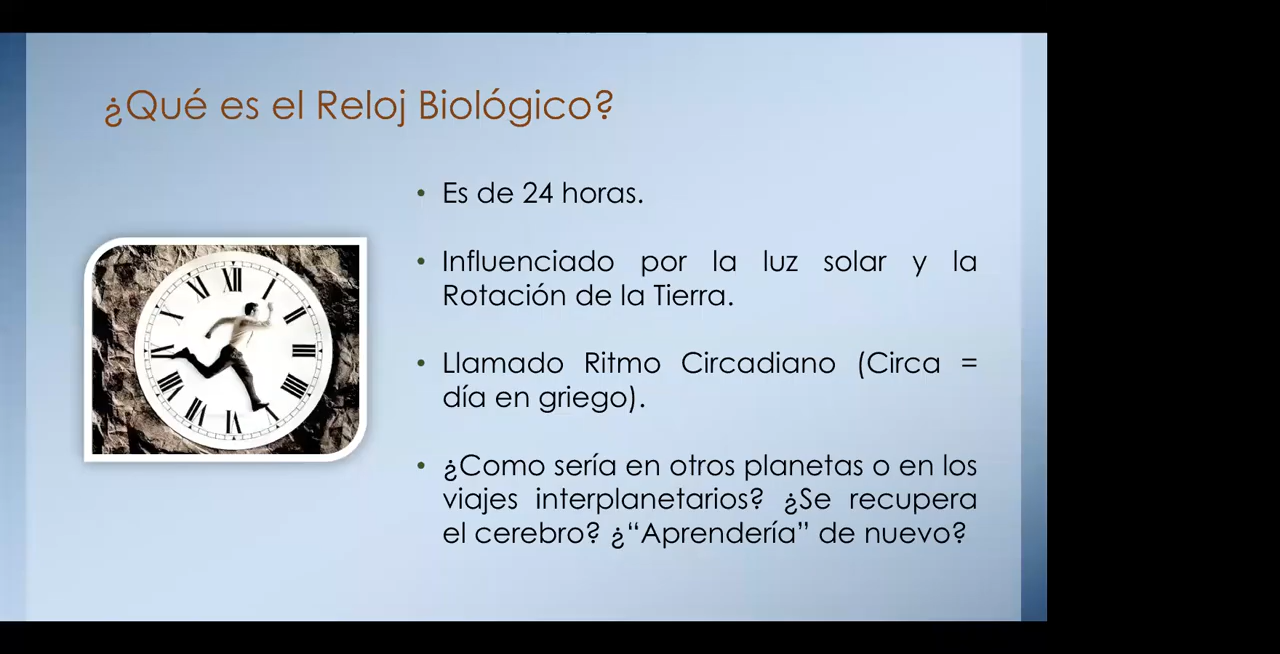 ¿Qué es el Reloj Biológico?
• Es de 24 horas.
• Influenciado por la luz solar y la
Rotación de la Tierra.
• Llamado Ritmo Circadiano (Circa =
día en griego).
• ¿Como sería en otros planetas o en los
viajes interplanetarios? ¿Se recupera
el cerebro? ¿“Aprendería” de nuevo?